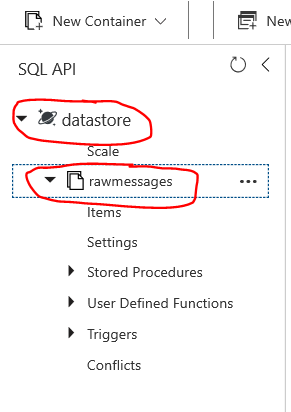 New Container
New
SQL API
datastore
Scale
rawmessages
Items
Settings
Stored Procedures
User Defined Functions
Triggers
Conflicts